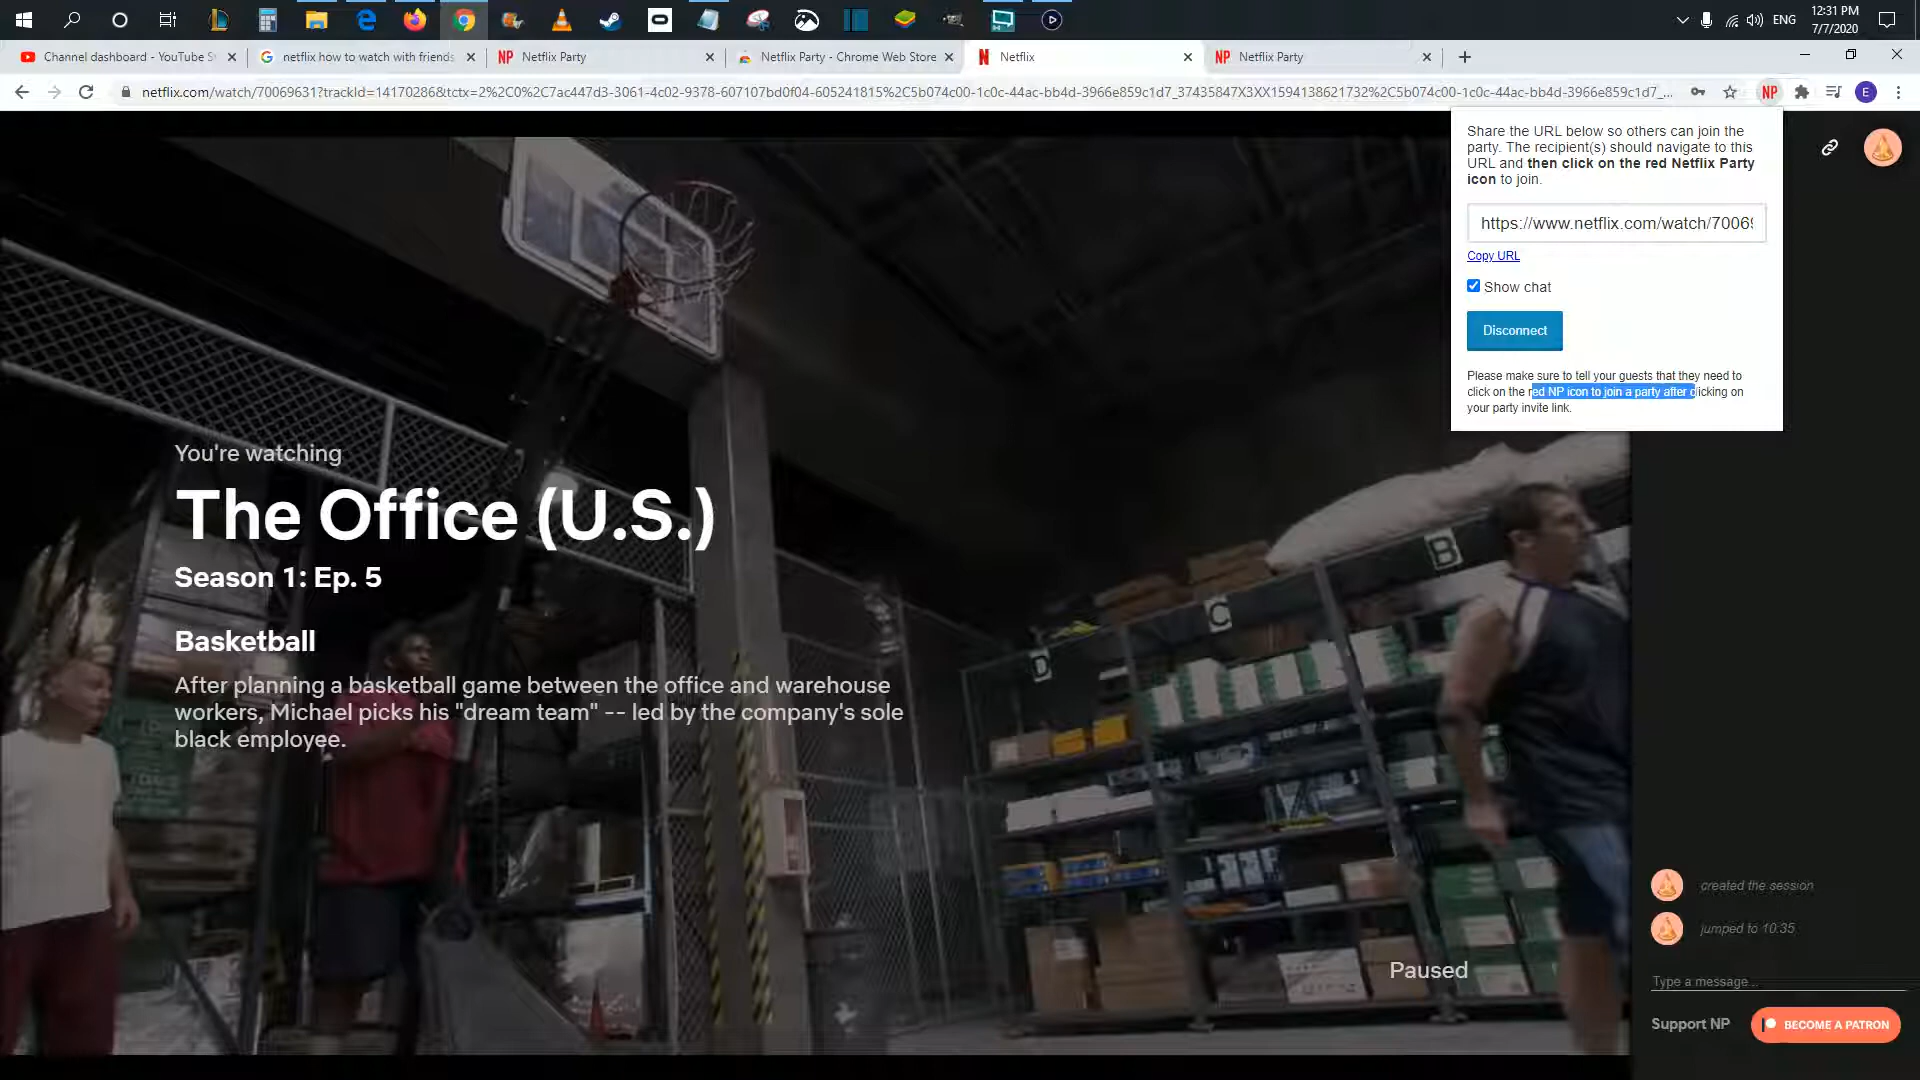 ENG
12:31 PM
7/7/2020
Channel dashboard - YouTube S
netflix how to watch with friends
NP Netflix Party
Netflix Party - Chrome Web Store
Netflix
NP Netflix Party
netflix.com/watch/70069631?trackId=14170286&tctx=2%2C0%2C7ac447d3-3061-4c02-9378-607107bd0f04-605241815%2C5b074c00-1c0c-44ac-bb4d-3966e859c1d7_37435847X3XX1594138621732%2C5b074c00-1c0c-44ac-bb4d-3966e859c1d7_...
NP
E
Share the URL below so others can join the
party. The recipient(s) should navigate to this
URL and then click on the red Netflix Party
icon to join.
https://www.netflix.com/watch/70069
Copy URL
Show chat
Disconnect
Please make sure to tell your guests that they need to
click on the red NP icon to join a party after clicking on
your party invite link.
You're watching
The Office (U.S.)
Season 1: Ep. 5
Basketball
After planning a basketball game between the office and warehouse
workers, Michael picks his "dream team" -- led by the company's sole
black employee.
B
C
D
Paused
created the session
jumped to 10:35
Type a message...
Support NP
BECOME A PATRON